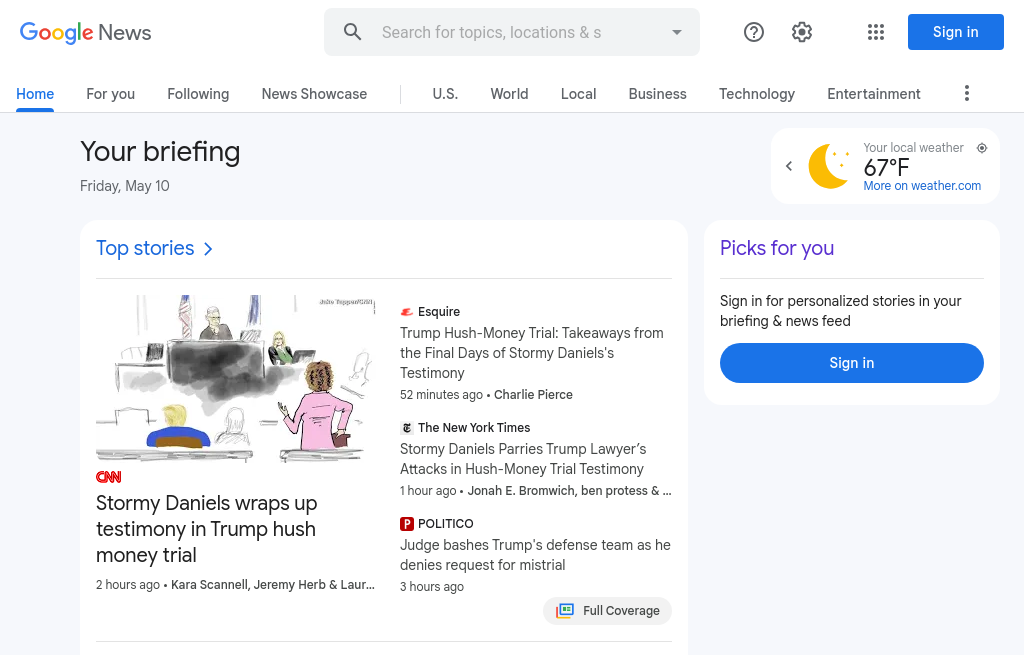 Google News
Search for topics, locations & s
Sign in
Home
For you
Following
News Showcase
U.S.
World
Local
Business
Technology
Entertainment
Your briefing
Friday, May 10
Your local weather
67°F
More on weather.com
Top stories
Jake Tapper/CNN
CNN
Stormy Daniels wraps up
testimony in Trump hush
money trial
2 hours ago • Kara Scannell, Jeremy Herb & Laur...
Esquire
Trump Hush-Money Trial: Takeaways from
the Final Days of Stormy Daniels's
Testimony
52 minutes ago • Charlie Pierce
The New York Times
Stormy Daniels Parries Trump Lawyer’s
Attacks in Hush-Money Trial Testimony
1 hour ago • Jonah E. Bromwich, ben protess & ...
P POLITICO
Judge bashes Trump's defense team as he
denies request for mistrial
3 hours ago
Full Coverage
Picks for you
Sign in for personalized stories in your
briefing & news feed
Sign in